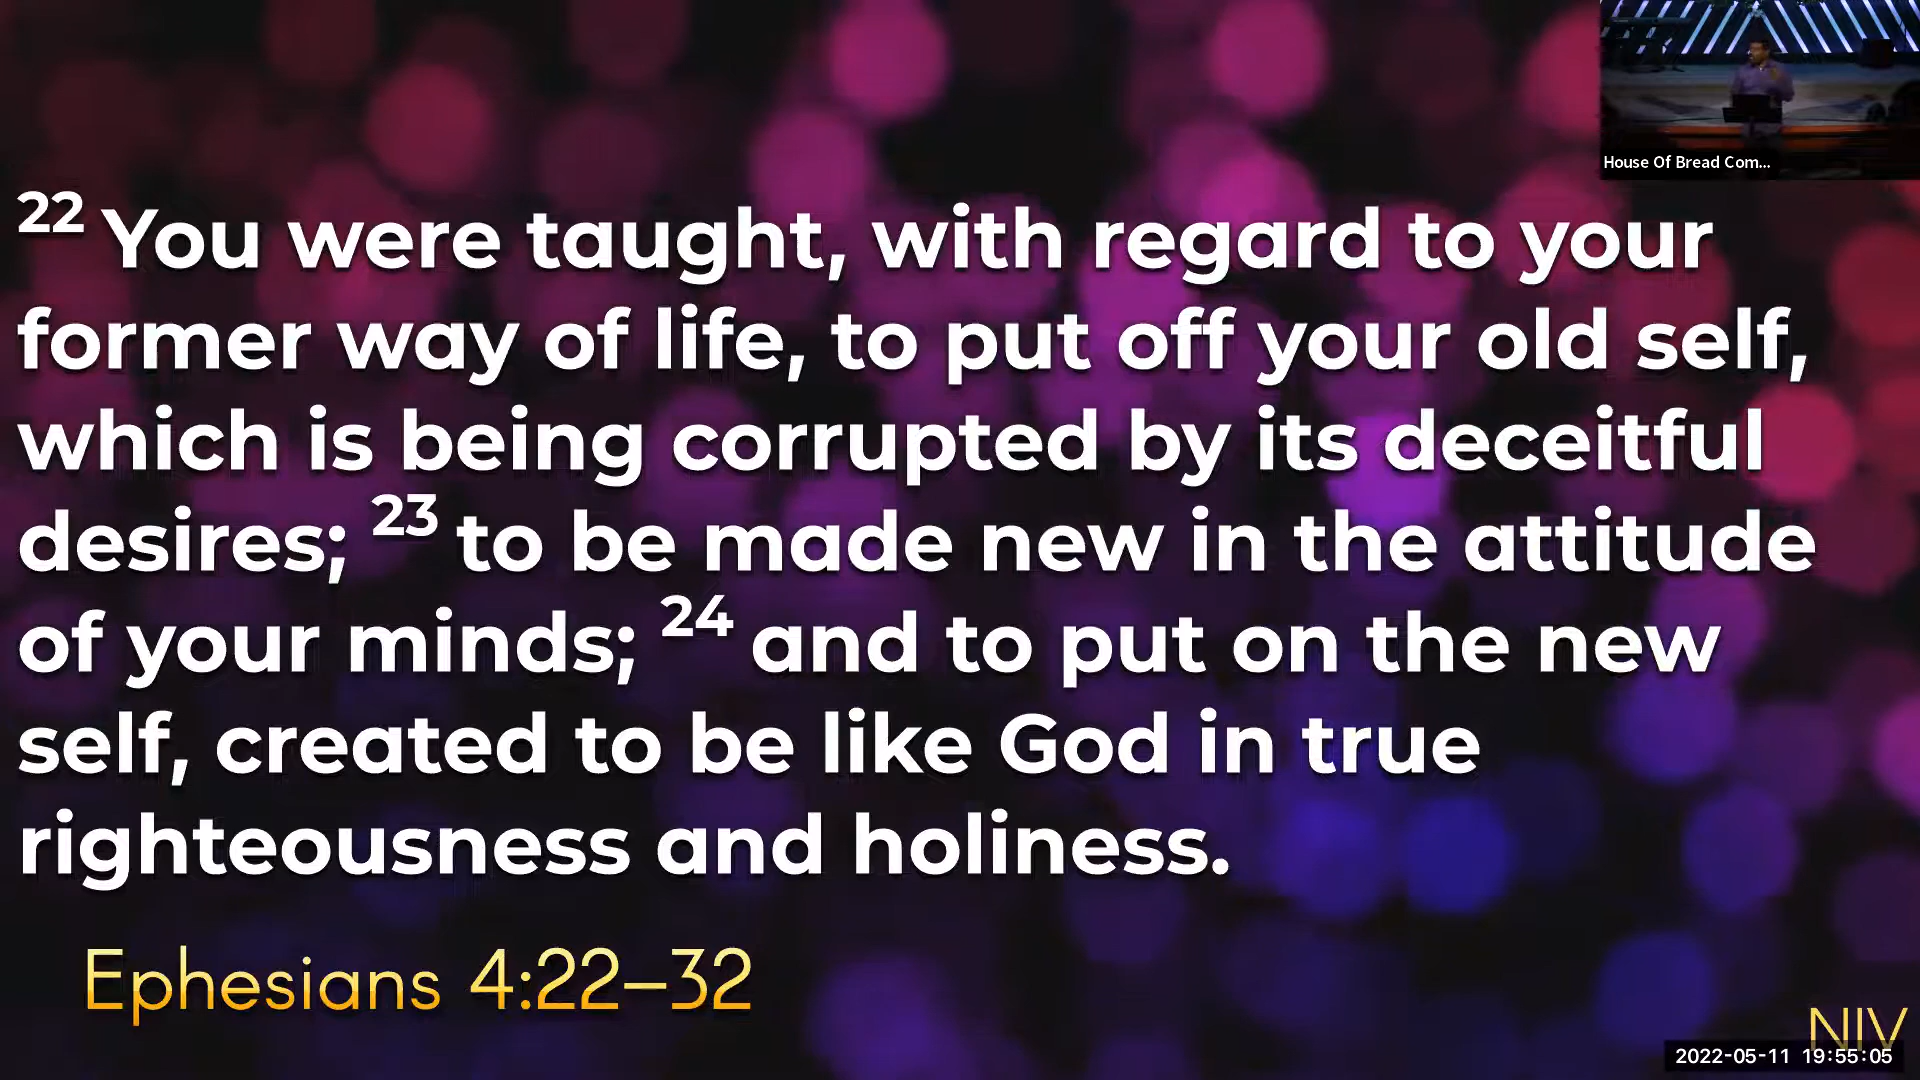 House Of Bread Com...
22 You were taught, with regard to your
former way of life, to put off your old self,
which is being corrupted by its deceitful
desires; 23 to be made new in the attitude
of your minds; 24 and to put on the new
self, created to be like God in true
righteousness and holiness.
Ephesians 4:22–32
NIV
2022-05-11 19:55:05